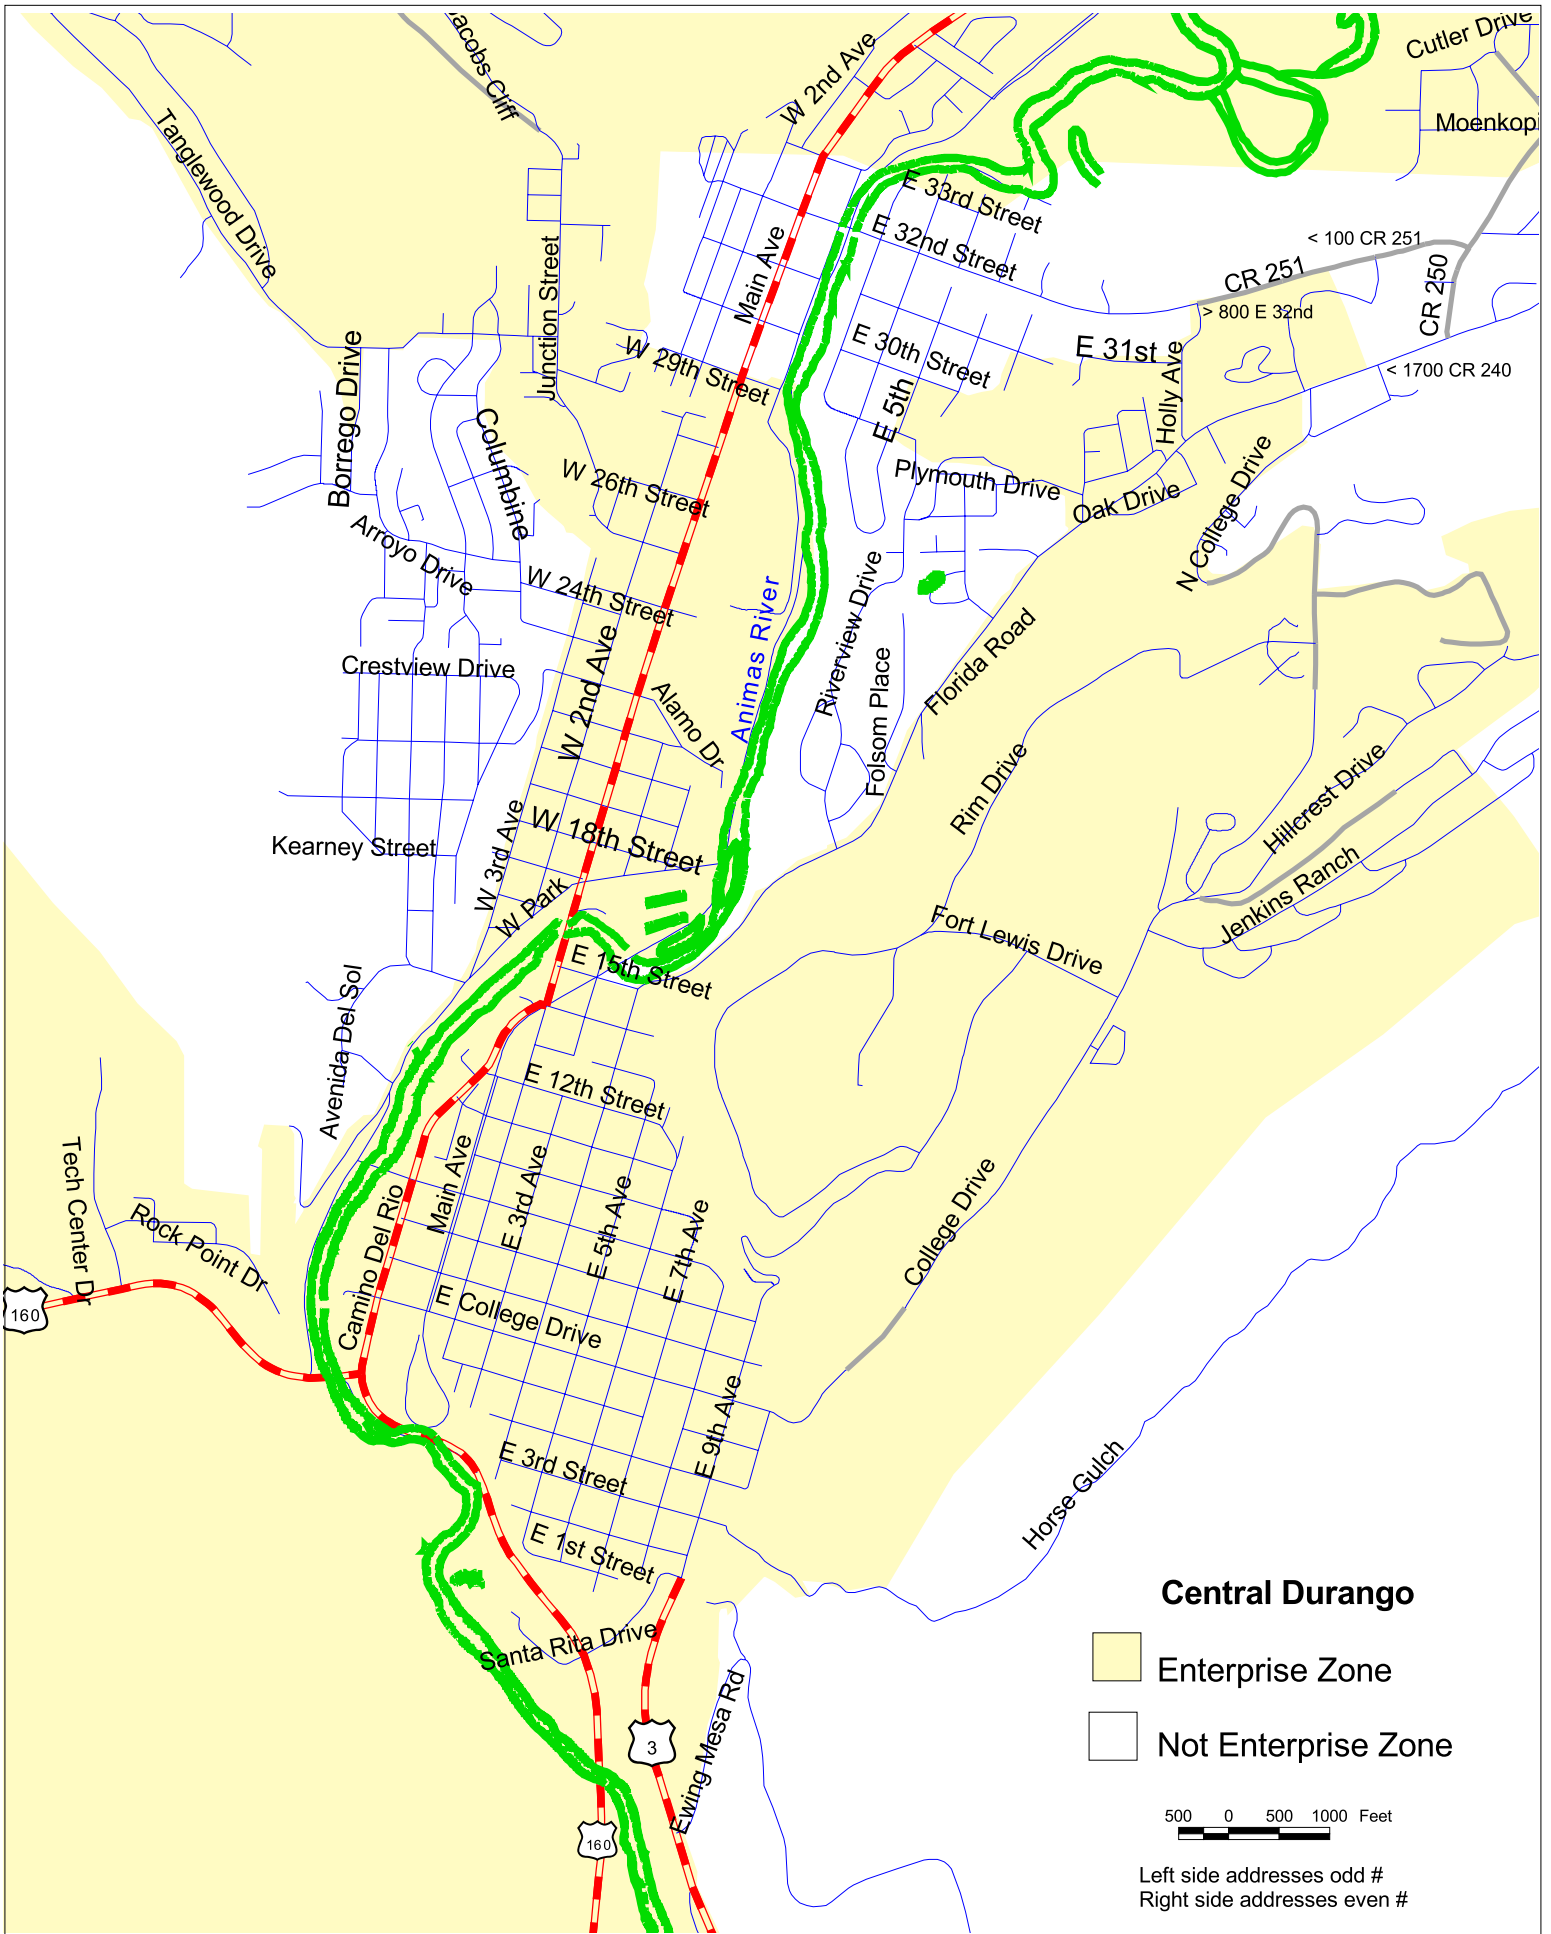 Jacobs Cliff
W 2nd Ave
Cutler Drive
Moenkopi
Tanglewood Drive
E 33rd Street
E 32nd Street
< 100 CR 251
CR 251
CR 250
> 800 E 32nd
Junction Street
Main Ave
E 30th Street
E 31st
Holly Ave
< 1700 CR 240
W 29th Street
E 5th
Borrego Drive
Columbine
W 26th Street
Plymouth Drive
Oak Drive
N College Drive
Arroyo Drive
W 24th Street
Animas River
Riverview Drive
Folsom Place
Florida Road
Crestview Drive
W 2nd Ave
Alamo Dr
Rim Drive
Hillcrest Drive
Kearney Street
W 3rd Ave
W 18th Street
Jenkins Ranch
W Park
Fort Lewis Drive
E 15th Street
Avenida Del Sol
E 12th Street
Tech Center Dr
Rock Point Dr
Main Ave
E 3rd Ave
E 5th Ave
E 7th Ave
College Drive
Camino Del Rio
160
E College Drive
E 9th Ave
E 3rd Street
Horse Gulch
E 1st Street
Santa Rita Drive
Ewing Mesa Rd
3
160
Central Durango
Enterprise Zone
Not Enterprise Zone
500 0 500 1000 Feet
Left side addresses odd #
Right side addresses even #